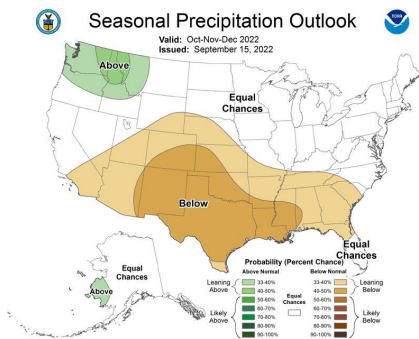 Seasonal Precipitation Outlook
Valid: Oct-Nov-Dec 2022
Issued: September 15, 2022
NOAA
Above
Equal
Chances
Below
Equal
Chances
Equal
Chances
Above
Probability (Percent Chance)
Above Normal
Below Normal
Leaning
Above
33-40%
40-50%
Likely
Above
50-60%
60-70%
70-80%
80-90%
90-100%
Equal
Chances
33-40%
40-50%
Leaning
Below
50-60%
60-70%
70-80%
80-90%
90-100%
Likely
Below